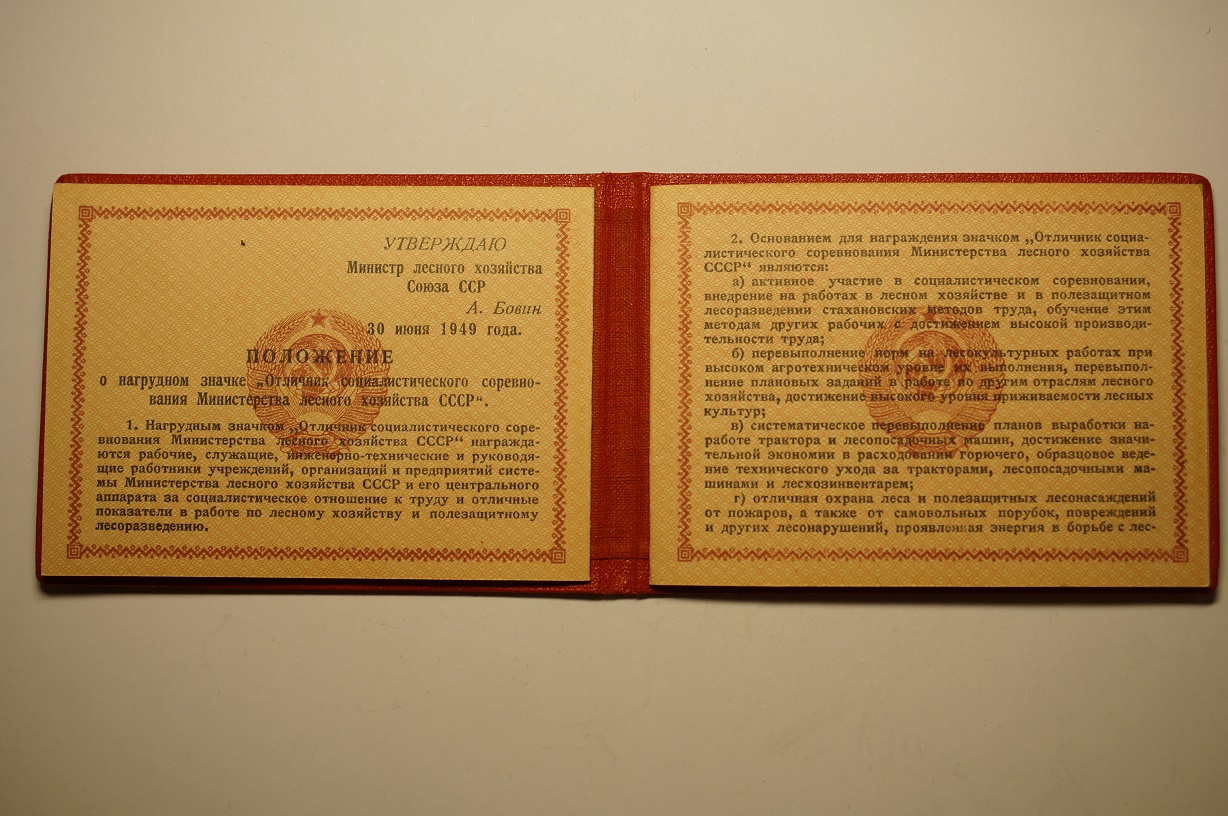 УТВЕРЖДАЮ
Министр лесного хозяйства
Союза ССР
А. Бовин
30 июня 1949 года.
ПОЛОЖЕНИЕ
о нагрудном значке „Отличник социалистического соревно-
вания Министерства лесного хозяйства СССР“.
1. Нагрудным значком „Отличник социалистического соре-
внования Министерства лесного хозяйства СССР“ награжда-
ются рабочие, служащие, инженерно-технические и руководя-
щие работники учреждений, организаций и предприятий систе-
мы Министерства лесного хозяйства СССР и его центрального
аппарата за социалистическое отношение к труду и отличные
показатели в работе по лесному хозяйству и полезащитному
лесоразведению.
2. Основанием для награждения значком „Отличник социа-
листического соревнования Министерства лесного хозяйства
СССР“ являются:
а) активное участие в социалистическом соревновании,
внедрение на работах в лесном хозяйстве и в полезащитном
лесоразведении стахановских методов труда, обучение этим
методам других рабочих с достижением высокой производи-
тельности труда;
б) перевыполнение норм на лесокультурных работах при
высоком агротехническом уровне их выполнения, перевыпол-
нение плановых заданий в работе по другим отраслям лесного
хозяйства, достижение высокого уровня приживаемости лесных
культур;
в) систематическое перевыполнение планов выработки на-
работе трактора и лесопосадочных машин, достижение значи-
тельной экономии в расходовании горючего, образцовое веде-
ние технического ухода за тракторами, лесопосадочными ма-
шинами и лесхозинвентарем;
г) отличная охрана леса и полезащитных лесонасаждений
от пожаров, а также от самовольных порубок, повреждений
и других лесонарушений, проявленная энергия в борьбе с лес-